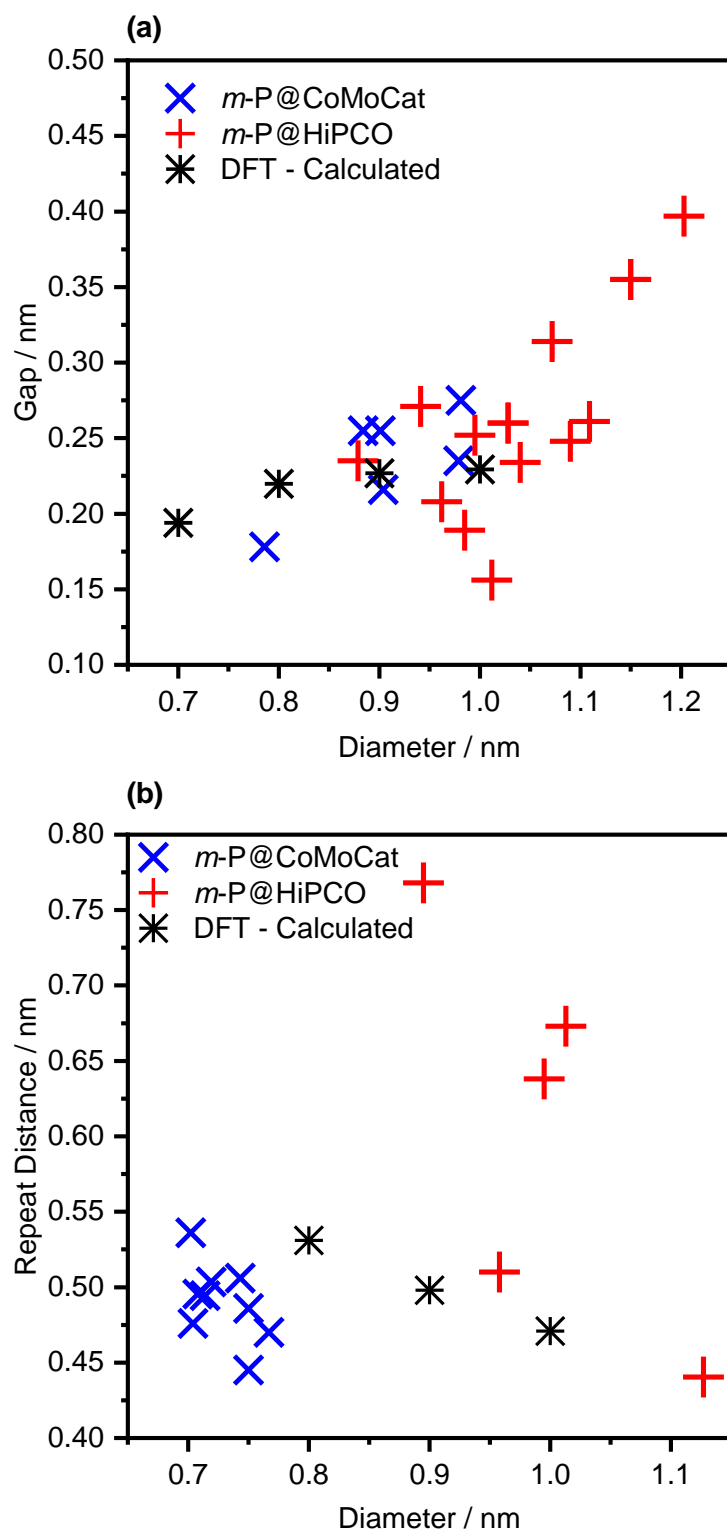 (a)
0.50
0.45
0.40
0.35
0.30
0.25
0.20
0.15
0.10
Gap / nm
m-P@CoMoCat
m-P@HiPCO
DFT - Calculated
0.7 0.8 0.9 1.0 1.1 1.2
Diameter / nm
(b)
0.80
0.75
0.70
0.65
0.60
0.55
0.50
0.45
0.40
Repeat Distance / nm
m-P@CoMoCat
m-P@HiPCO
DFT - Calculated
0.7 0.8 0.9 1.0 1.1
Diameter / nm